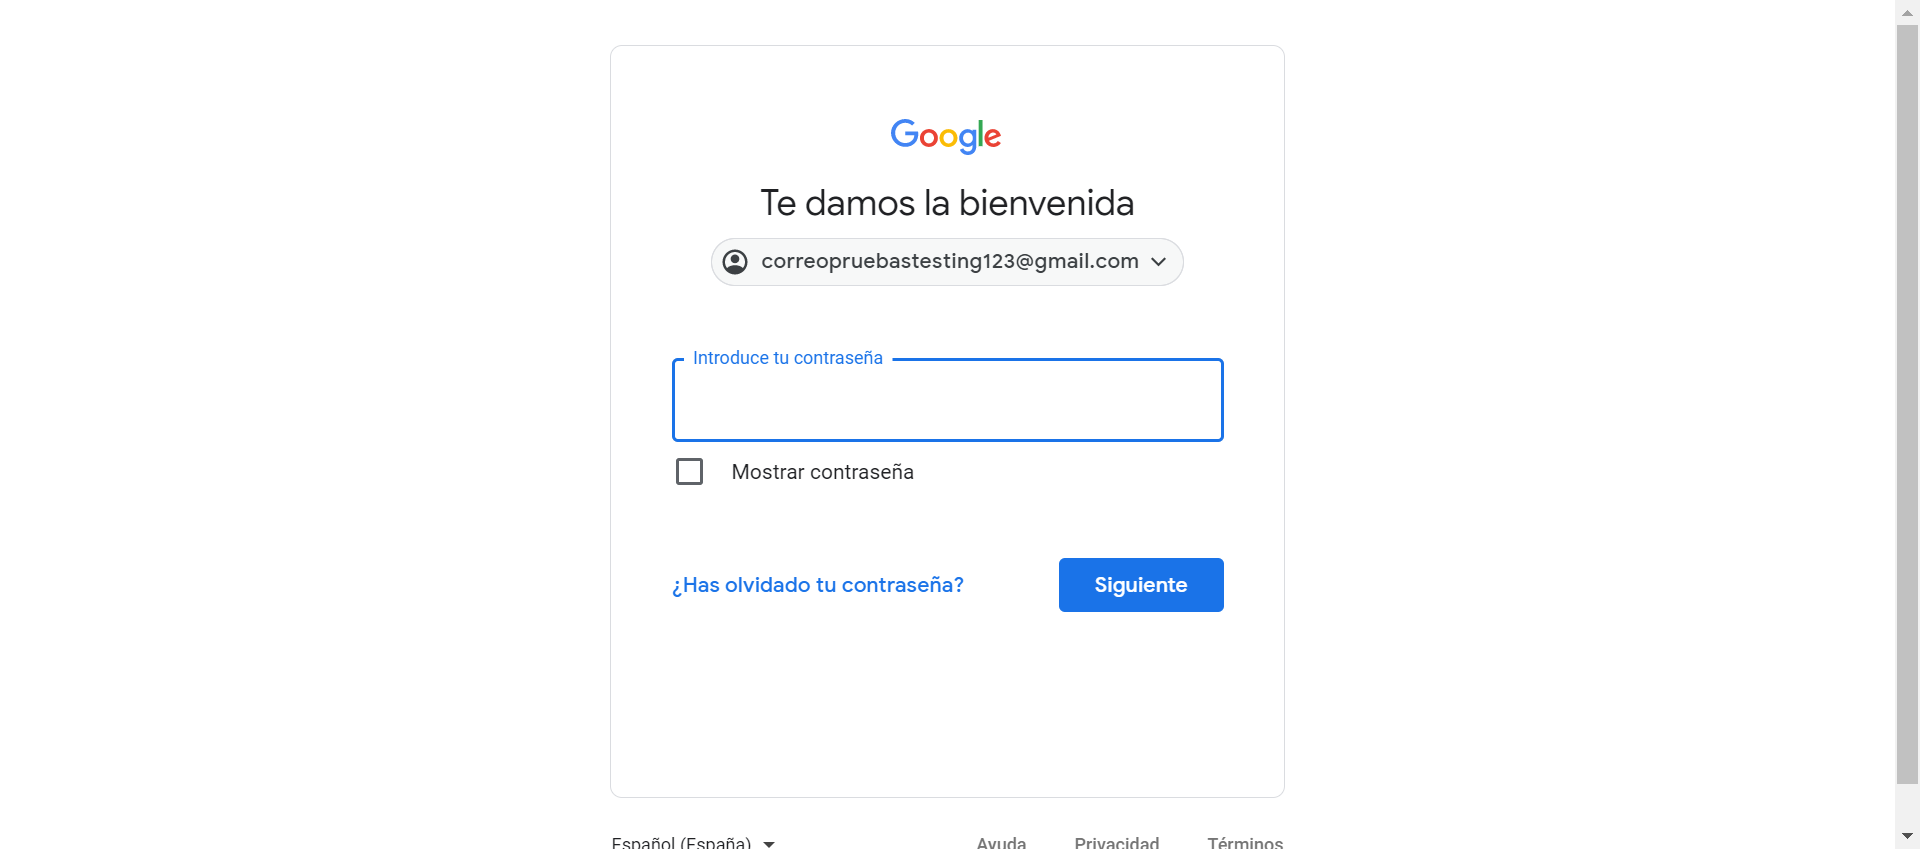 Google
Te damos la bienvenida
correopruebastesting123@gmail.com
Introduce tu contraseña
Mostrar contraseña
¿Has olvidado tu contraseña?
Siguiente
Español (España)
Ayuda
Privacidad
Términos